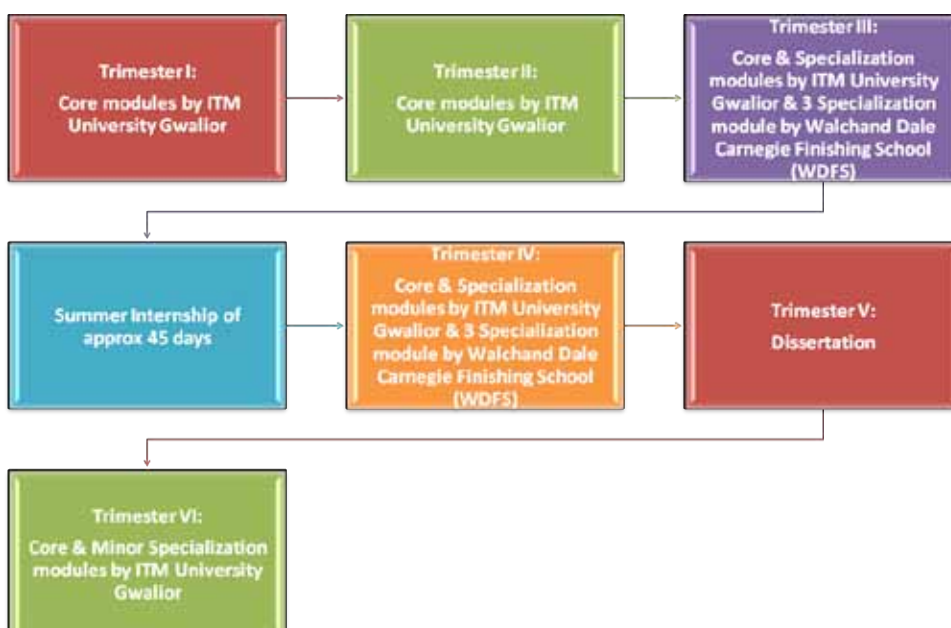 Trimester I:
Core modules by ITM
University Gwalior
Trimester II:
Core modules by ITM
University Gwalior
Trimester III:
Core & Specialization
modules by ITM University
Gwalior & 3 Specialization
module by Walchand Dale
Carnegie Finishing School
(WDFS)
Summer Internship of
approx 45 days
Trimester IV:
Core & Specialization
modules by ITM University
Gwalior & 3 Specialization
module by Walchand Dale
Carnegie Finishing School
(WDFS)
Trimester V:
Dissertation
Trimester VI:
Core & Minor Specialization
modules by ITM University
Gwalior